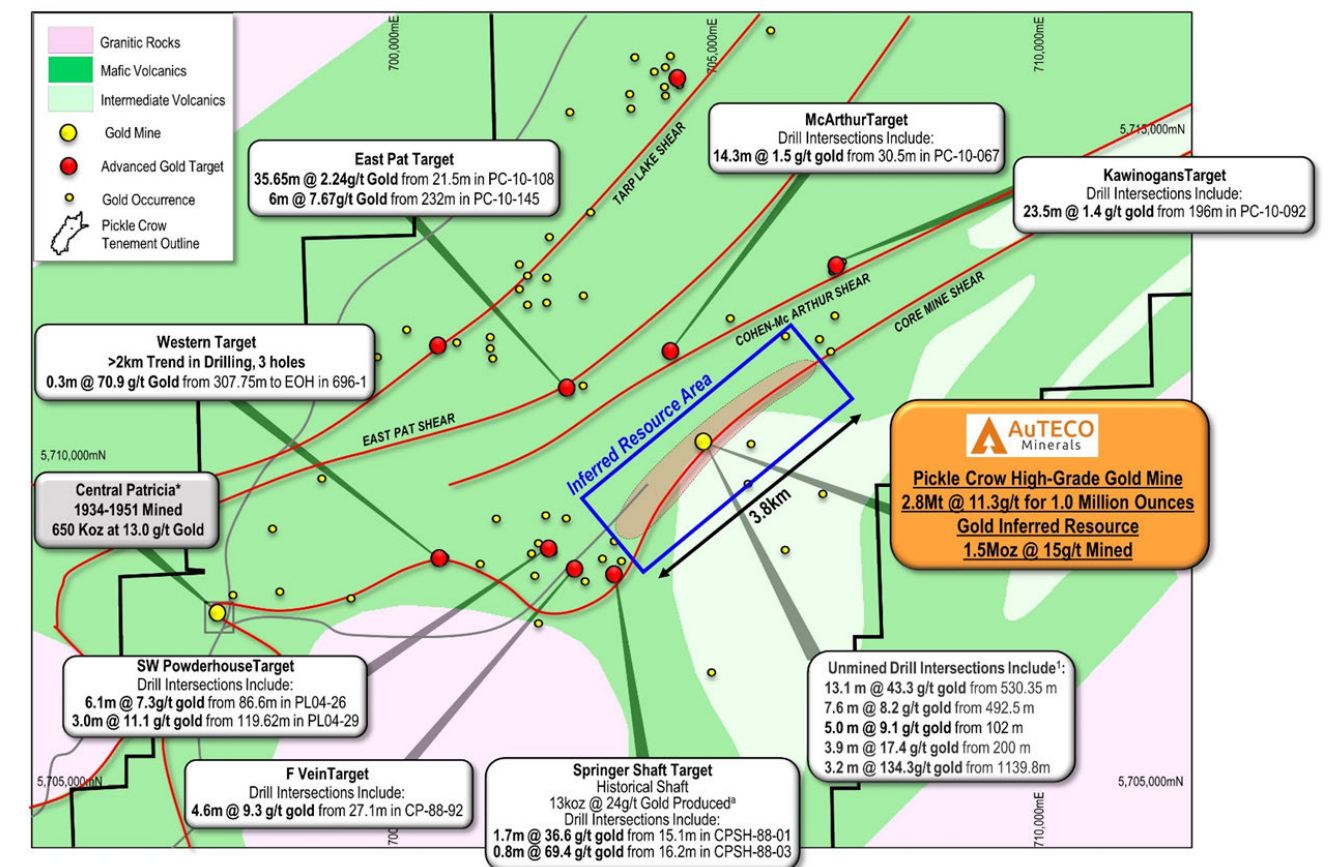 Granitic Rocks
Mafic Volcanics
Intermediate Volcanics
Gold Mine
Advanced Gold Target
Gold Occurrence
Pickle Crow
Tenement Outline
700,000mE
705,000mE
710,000mE
5,715,000mN
TARP LAKE SHEAR
McArthurTarget
Drill Intersections Include:
14.3m @ 1.5 g/t gold from 30.5m in PC-10-067
East Pat Target
35.65m @ 2.24g/t Gold from 21.5m in PC-10-108
6m @ 7.67g/t Gold from 232m in PC-10-145
KawinogansTarget
Drill Intersections Include:
23.5m @ 1.4 g/t gold from 196m in PC-10-092
COHEN-Mc ARTHUR SHEAR
CORE MINE SHEAR
Western Target
>2km Trend in Drilling, 3 holes
0.3m @ 70.9 g/t Gold from 307.75m to EOH in 696-1
EAST PAT SHEAR
Inferred Resource Area
3.8km
5,710,000mN
Central Patricia*
1934-1951 Mined
650 Koz at 13.0 g/t Gold
AuTECO
Minerals
Pickle Crow High-Grade Gold Mine
2.8Mt @ 11.3g/t for 1.0 Million Ounces
Gold Inferred Resource
1.5Moz @ 15g/t Mined
SW PowderhouseTarget
Drill Intersections Include:
6.1m @ 7.3g/t gold from 86.6m in PL04-26
3.0m @ 11.1 g/t gold from 119.62m in PL04-29
Unmined Drill Intersections Include¹:
13.1 m @ 43.3 g/t gold from 530.35 m
7.6 m @ 8.2 g/t gold from 492.5 m
5.0 m @ 9.1 g/t gold from 102 m
3.9 m @ 17.4 g/t gold from 200 m
3.2 m @ 134.3g/t gold from 1139.8m
F VeinTarget
Drill Intersections Include:
4.6m @ 9.3 g/t gold from 27.1m in CP-88-92
Springer Shaft Target
Historical Shaft
13koz @ 24g/t Gold Producedª
Drill Intersections Include:
1.7m @ 36.6 g/t gold from 15.1m in CPSH-88-01
0.8m @ 69.4 g/t gold from 16.2m in CPSH-88-03
5,705,000mN
700
710,000mE
5,705,000mN